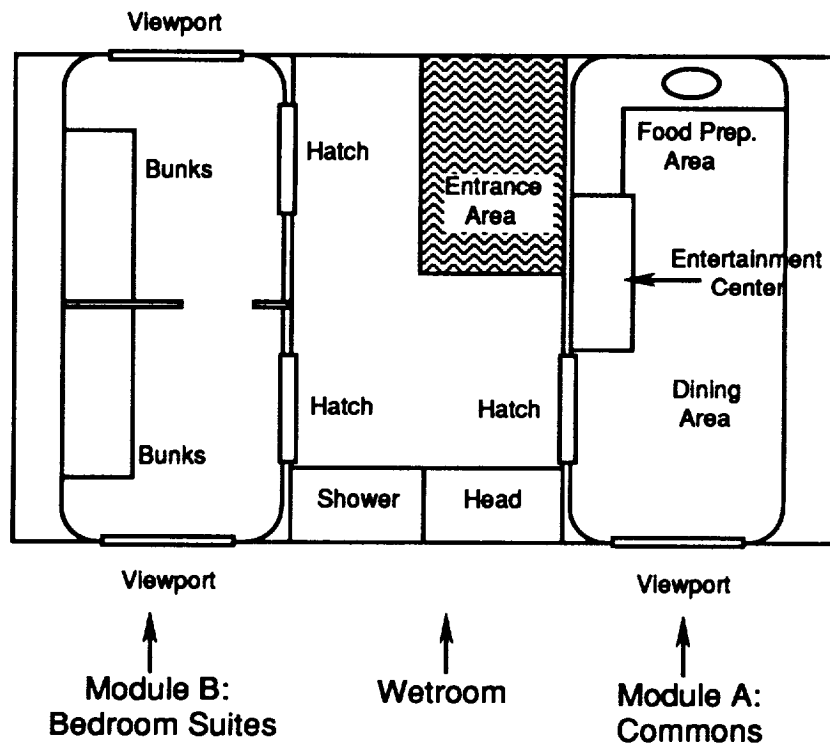 Viewport
Bunks
Hatch
Entrance
Area
Food Prep.
Area
Entertainment
Center
Hatch
Hatch
Dining
Area
Bunks
Shower
Head
Viewport
Viewport
Module B:
Bedroom Suites
Wetroom
Module A:
Commons